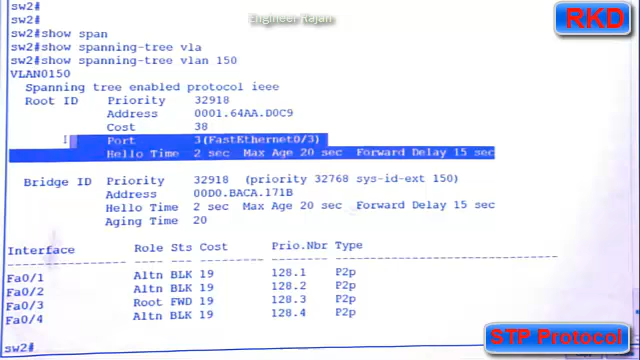 sw2#
Engineer Rajan
RKD
sw2#
sw2#show span
sw2#show spanning-tree vla
sw2#show spanning-tree vlan 150
VLAN0150
Spanning tree enabled protocol ieee
Root ID Priority 32918
Address 0001.64AA.D0C9
Cost 38
Port 3(FastEthernet0/3)
Hello Time 2 sec Max Age 20 sec Forward Delay 15 sec
Bridge ID Priority 32918 (priority 32768 sys-id-ext 150)
Address 00D0.BACA.171B
Hello Time 2 sec Max Age 20 sec Forward Delay 15 sec
Aging Time 20
Interface Role Sts Cost Prio.Nbr Type
Fa0/1 Altn BLK 19 128.1 P2p
Fa0/2 Altn BLK 19 128.2 P2p
Fa0/3 Root FWD 19 128.3 P2p
Fa0/4 Altn BLK 19 128.4 P2p
sw2#
STP Protocol